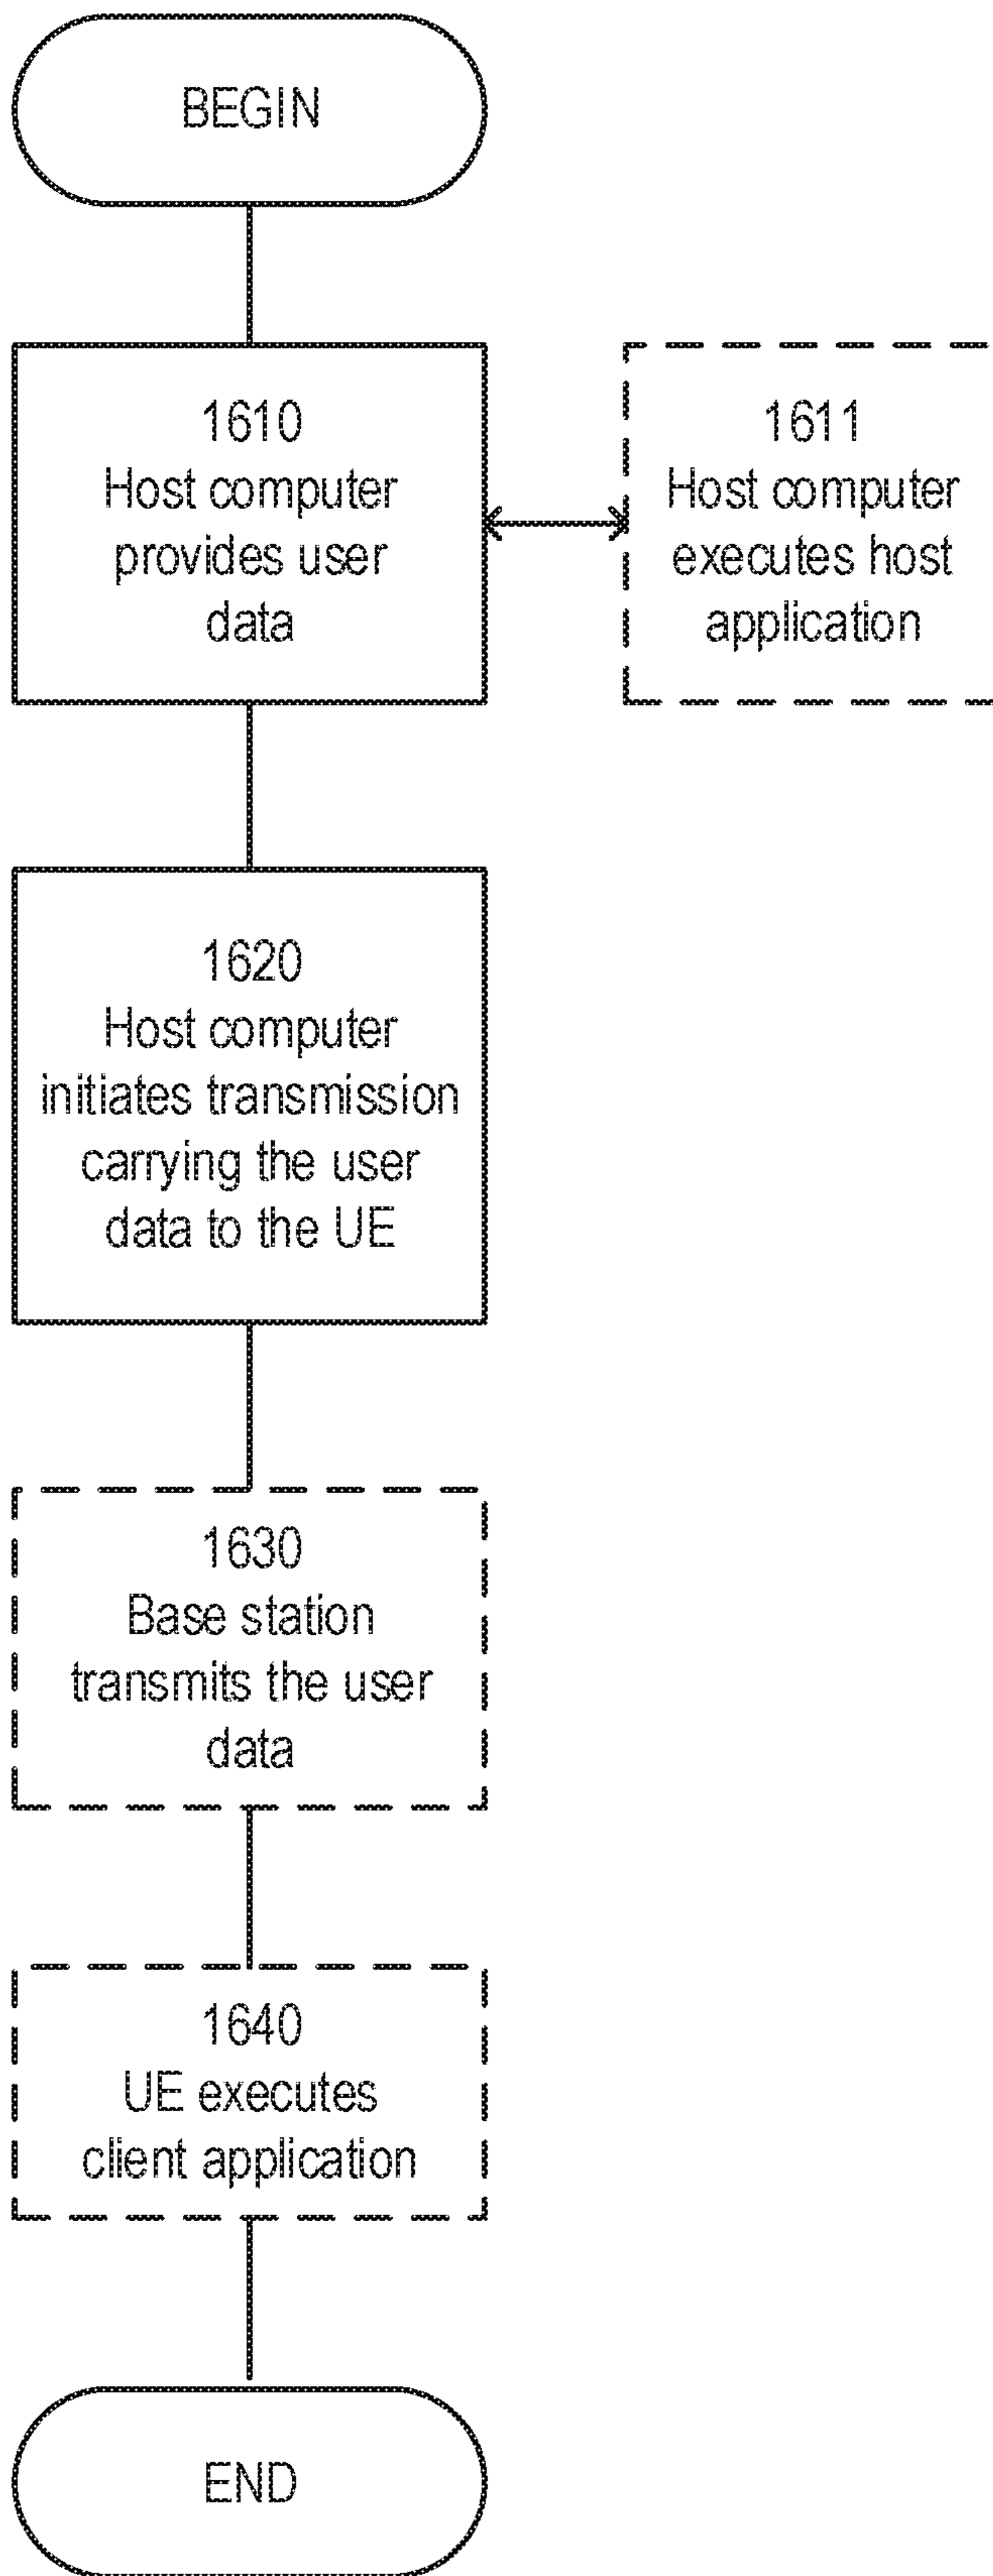 BEGIN
1610
Host computer
provides user
data
1611
Host computer
executes host
application
1620
Host computer
initiates transmission
carrying the user
data to the UE
1630
Base station
transmits the user
data
1640
UE executes
client application
END